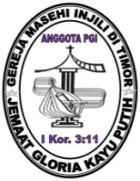 GEREJA MASEHI INJILI DI TIMOR
ANGGOTA PGI
I Kor. 3:11
JEMAAT GLORIA KAYU PUTIH